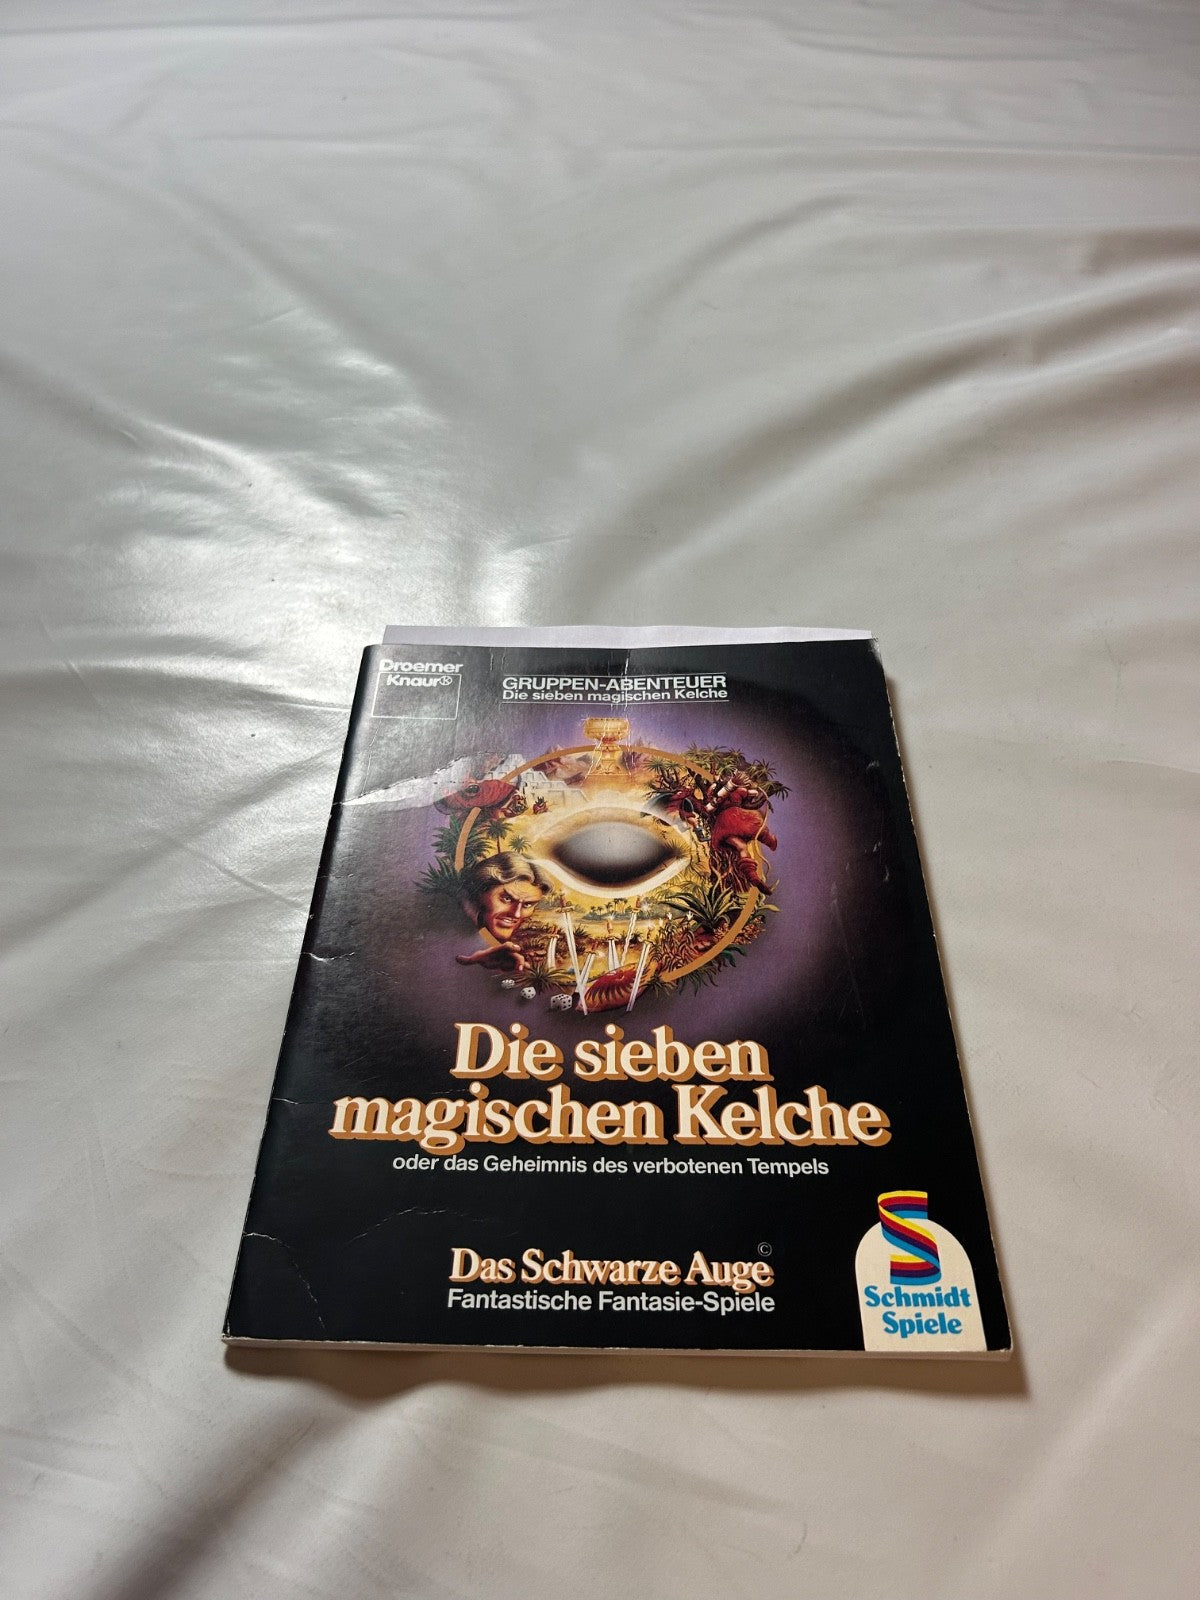 Droemer
Knaur®
GRUPPEN-ABENTEUER
Die sieben magischen Kelche
Die sieben
magischen Kelche
oder das Geheimnis des verbotenen Tempels
Das Schwarze Auge©
Fantastische Fantasie-Spiele
Schmidt
Spiele